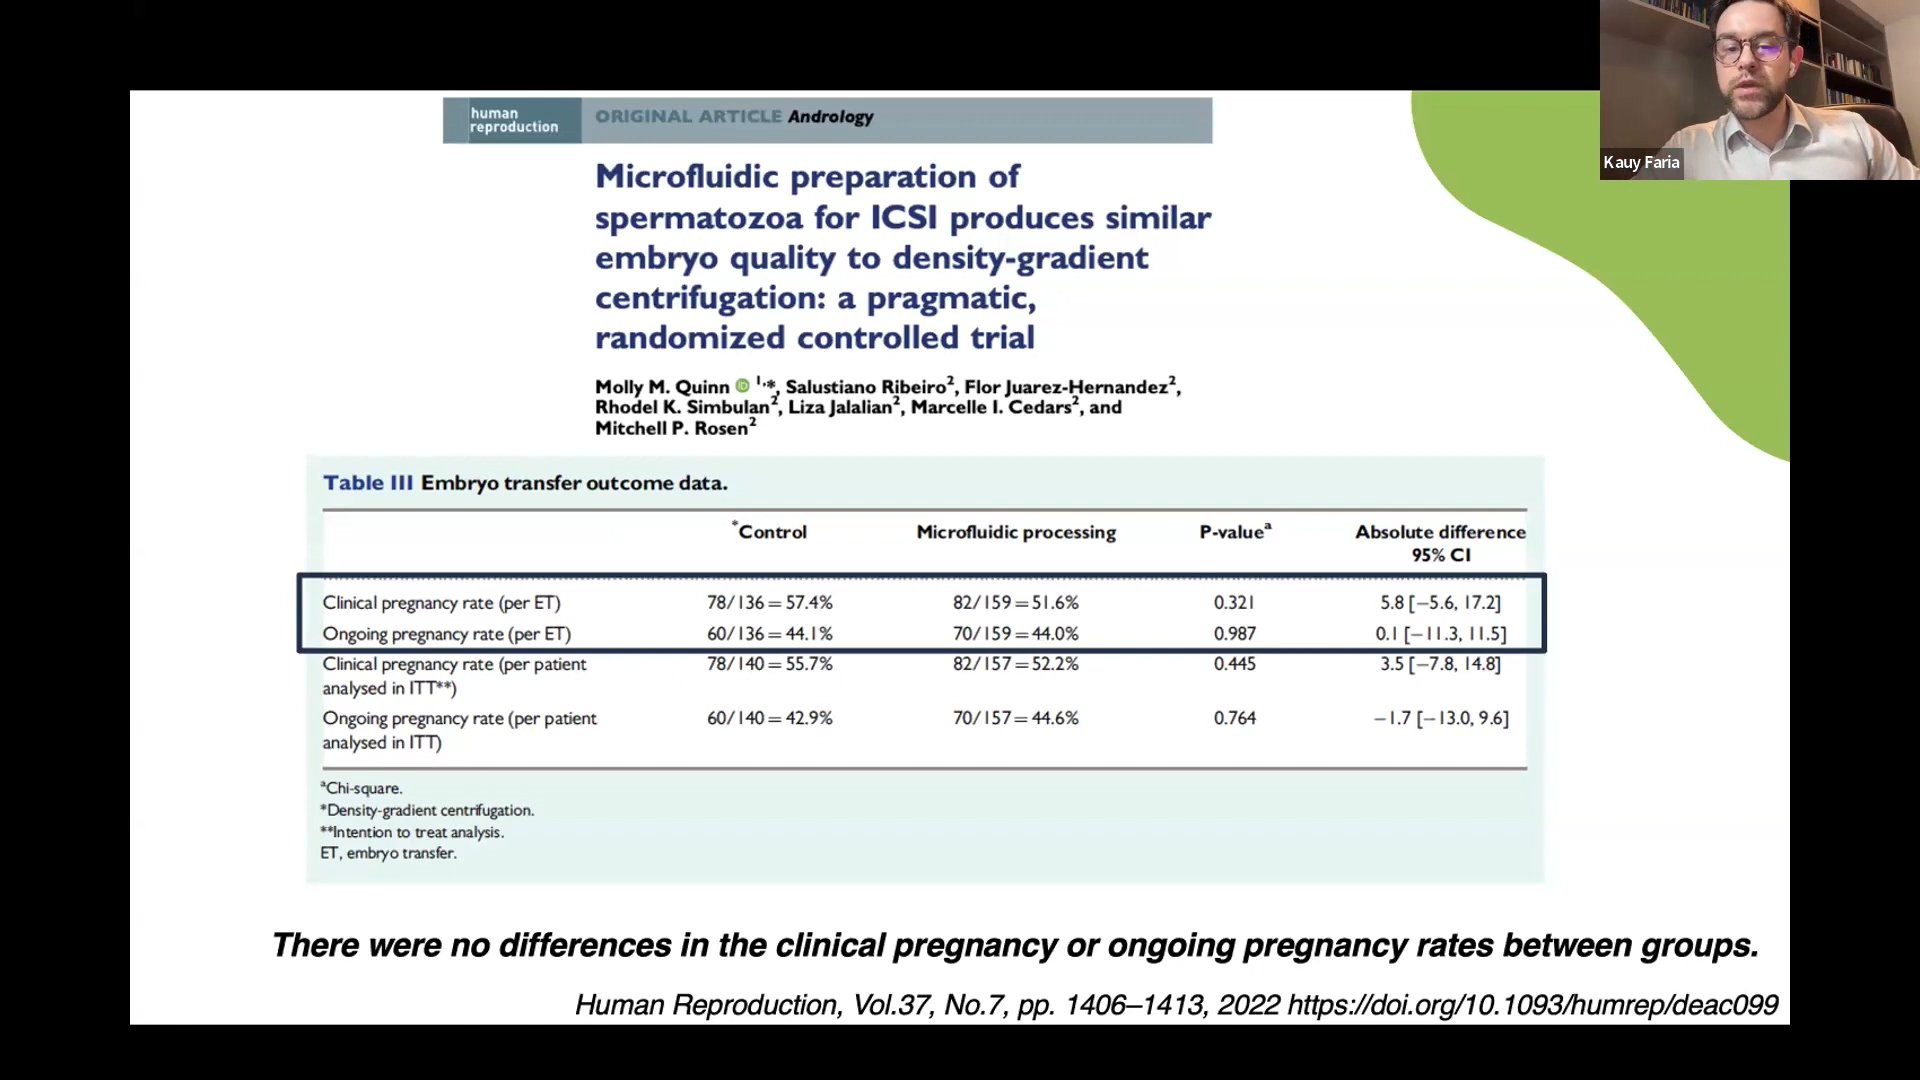 Kauy Faria
human
reproduction
ORIGINAL ARTICLE Andrology
Microfluidic preparation of
spermatozoa for ICSI produces similar
embryo quality to density-gradient
centrifugation: a pragmatic,
randomized controlled trial
Molly M. Quinn iD 1,*, Salustiano Ribeiro2, Flor Juarez-Hernandez2,
Rhodel K. Simbulan2, Liza Jalalian2, Marcelle I. Cedars2, and
Mitchell P. Rosen2
Table III Embryo transfer outcome data.
*Control Microfluidic processing P-valuea Absolute difference
95% CI
Clinical pregnancy rate (per ET) 78/136 = 57.4% 82/159 = 51.6% 0.321 5.8 [−5.6, 17.2]
Ongoing pregnancy rate (per ET) 60/136 = 44.1% 70/159 = 44.0% 0.987 0.1 [−11.3, 11.5]
Clinical pregnancy rate (per patient 78/140 = 55.7% 82/157 = 52.2% 0.445 3.5 [−7.8, 14.8]
analysed in ITT**)
Ongoing pregnancy rate (per patient 60/140 = 42.9% 70/157 = 44.6% 0.764 −1.7 [−13.0, 9.6]
analysed in ITT)
aChi-square.
*Density-gradient centrifugation.
**Intention to treat analysis.
ET, embryo transfer.
There were no differences in the clinical pregnancy or ongoing pregnancy rates between groups.
Human Reproduction, Vol.37, No.7, pp. 1406–1413, 2022 https://doi.org/10.1093/humrep/deac099